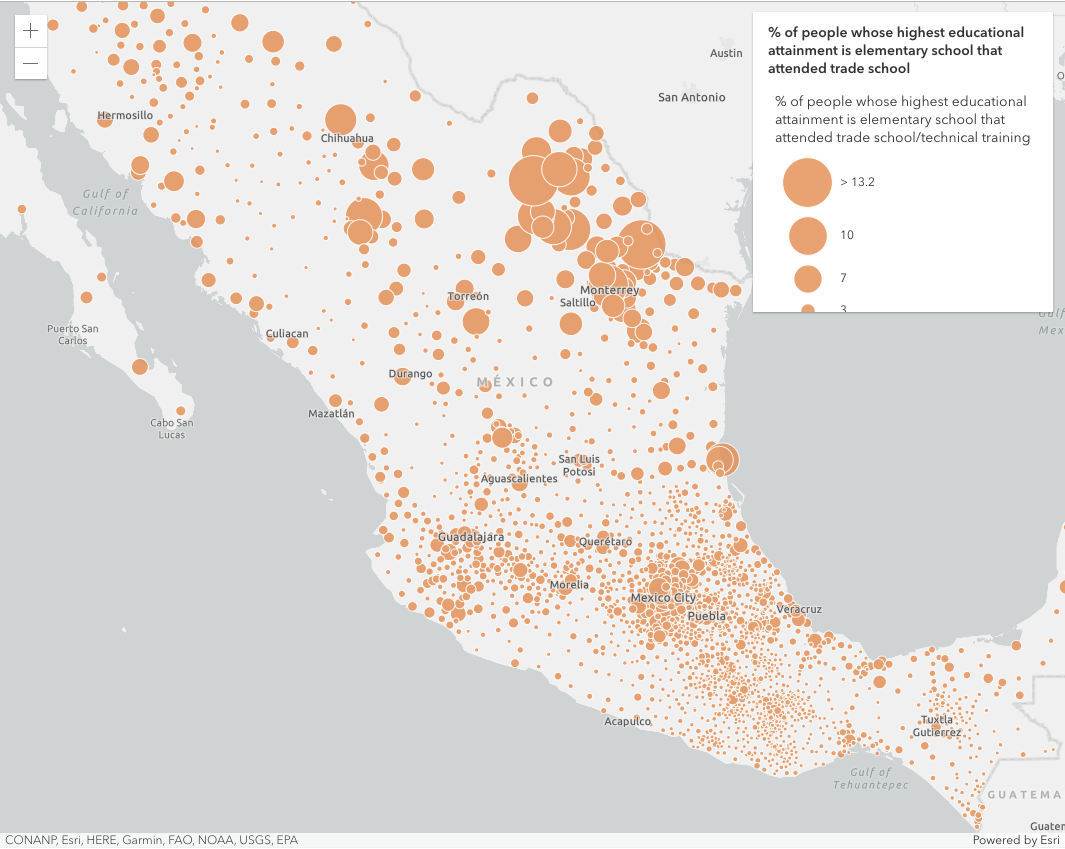 +
−
% of people whose highest educational
attainment is elementary school that
attended trade school
% of people whose highest educational
attainment is elementary school that
attended trade school/technical training
> 13.2
10
7
3
Austin
San Antonio
Hermosillo
Chihuahua
Gulf of
California
Monterrey
Torreón
Saltillo
Puerto San
Carlos
Culiacan
Durango
MÉXICO
Mazatlán
Cabo San
Lucas
San Luis
Potosi
Aguascalientes
Guadalajara
Querétaro
Morelia
Mexico City
Puebla
Veracruz
Acapulco
Tuxtla
Gutierrez
Gulf of
Tehuantepec
GUATEMA
Guater
Gulf
Mex
CONANP, Esri, HERE, Garmin, FAO, NOAA, USGS, EPA
Powered by Esri